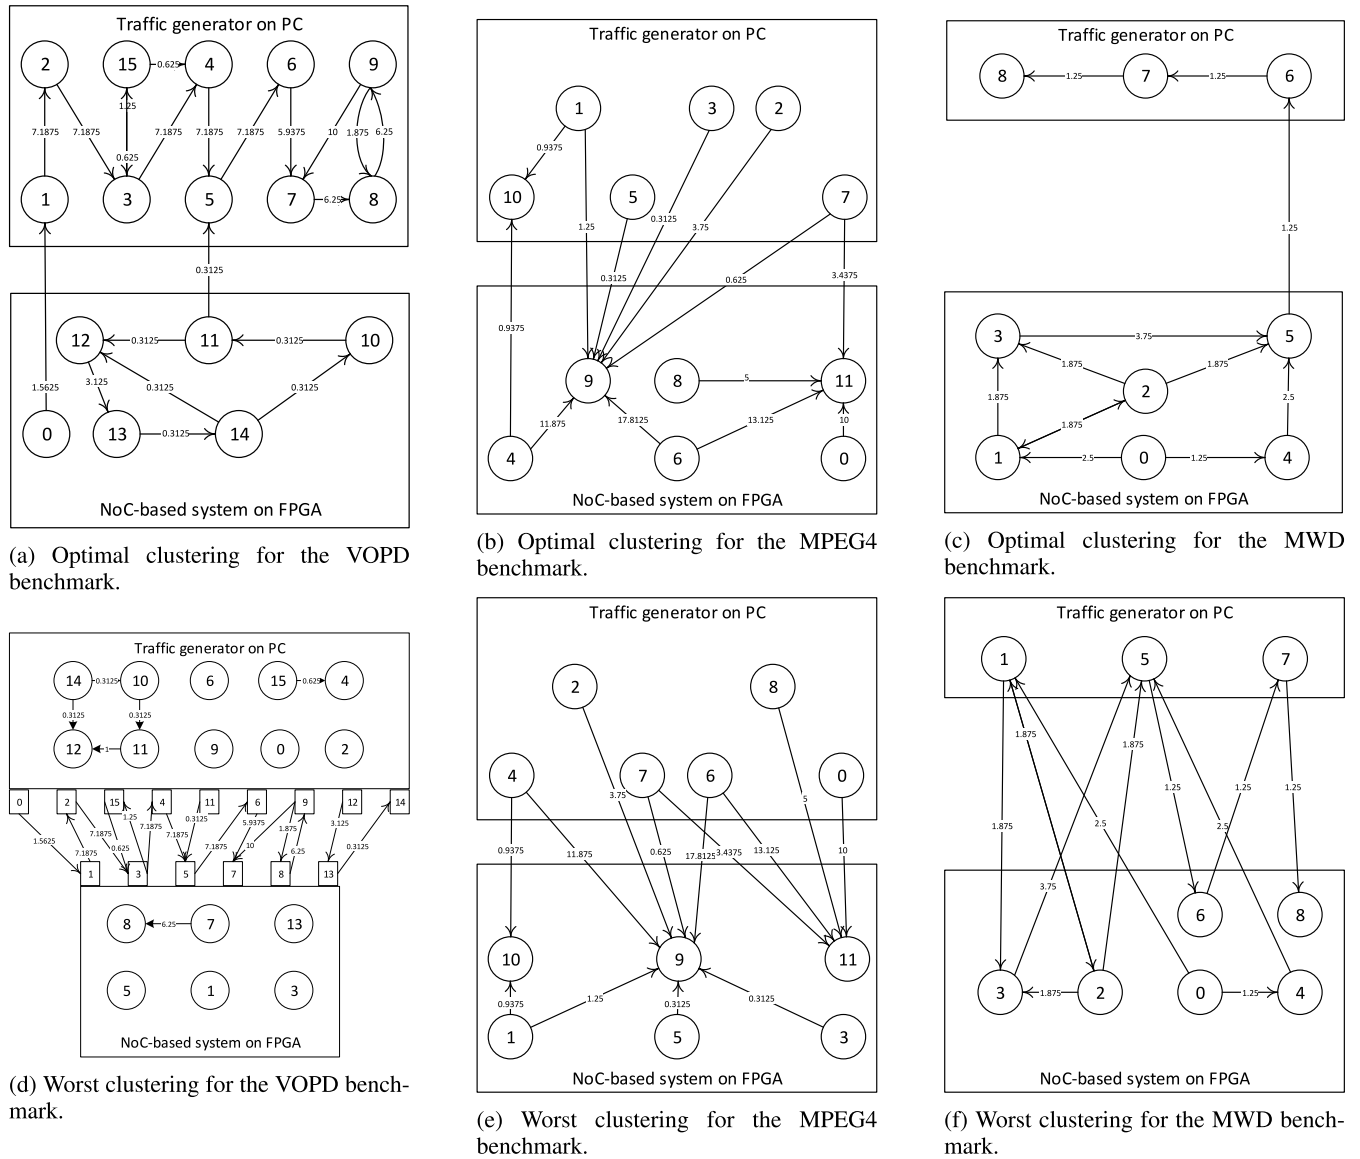 Traffic generator on PC
2 15 4 6 9
0.625
1.25
7.1875 7.1875 7.1875 7.1875 5.9375 10 1.875 6.25
0.625
1 3 5 7 8
6.25
0.3125
12 11 10
0.3125 0.3125
1.5625 3.125 0.3125 0.3125
0 13 14
0.3125
NoC-based system on FPGA
(a) Optimal clustering for the VOPD
benchmark.
Traffic generator on PC
1 3 2
0.9375
10 5 7
1.25 0.3125 3.75
0.3125 0.625 3.4375
0.9375
9 8 11
5
11.875 17.8125 13.125 10
4 6 0
NoC-based system on FPGA
(b) Optimal clustering for the MPEG4
benchmark.
Traffic generator on PC
8 7 6
1.25 1.25
1.25
3 5
3.75
1.875 1.875
2
1.875 1.875 2.5
1 0 4
2.5 1.25
NoC-based system on FPGA
(c) Optimal clustering for the MWD
benchmark.
Traffic generator on PC
14 10 6 15 4
0.3125 0.625
0.3125 0.3125
12 11 9 0 2
1
0 2 15 4 11 6 9 12 14
1.5625 7.1875 7.1875 0.625 1.25 7.1875 7.1875 0.3125 7.1875 5.9375 10 1.875 6.25 3.125 0.3125
1 3 5 7 8 13
8 7 13
6.25
5 1 3
NoC-based system on FPGA
(d) Worst clustering for the VOPD bench-
mark.
Traffic generator on PC
2 8
4 7 6 0
3.75 5
0.9375 11.875 0.625 17.8125 3.4375 13.125 10
10 9 11
0.9375 1.25 0.3125 0.3125
1 5 3
NoC-based system on FPGA
(e) Worst clustering for the MPEG4
benchmark.
Traffic generator on PC
1 5 7
1.875 1.875
1.25 1.25 1.25
1.875 2.5 2.5
3.75
6 8
3 2 0 4
1.875 1.25
NoC-based system on FPGA
(f) Worst clustering for the MWD bench-
mark.